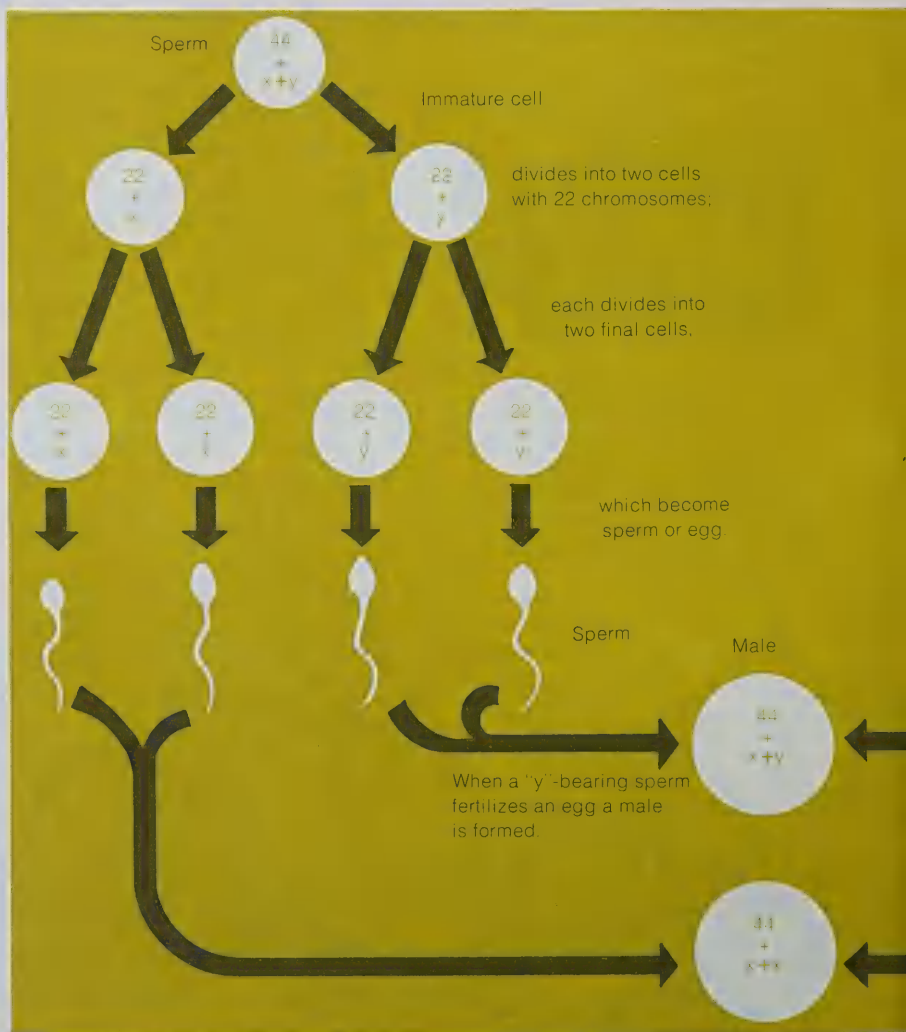 Sperm
44
+
x+y
Immature cell
22
+
x
22
+
y
divides into two cells
with 22 chromosomes;
each divides into
two final cells,
22
+
x
22
+
x
22
+
y
22
+
y
which become
sperm or egg.
Sperm
Male
44
+
x+y
When a "y"-bearing sperm
fertilizes an egg a male
is formed.
44
+
x+x